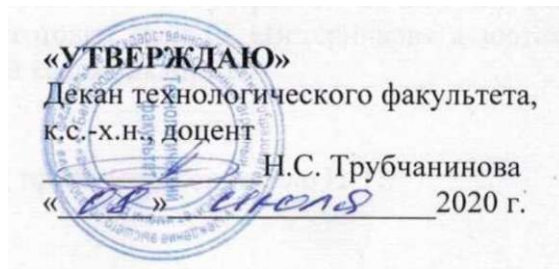 «УТВЕРЖДАЮ»
Декан технологического факультета,
к.с.-х.н., доцент
Н.С. Трубчанинова
«08» июля 2020 г.